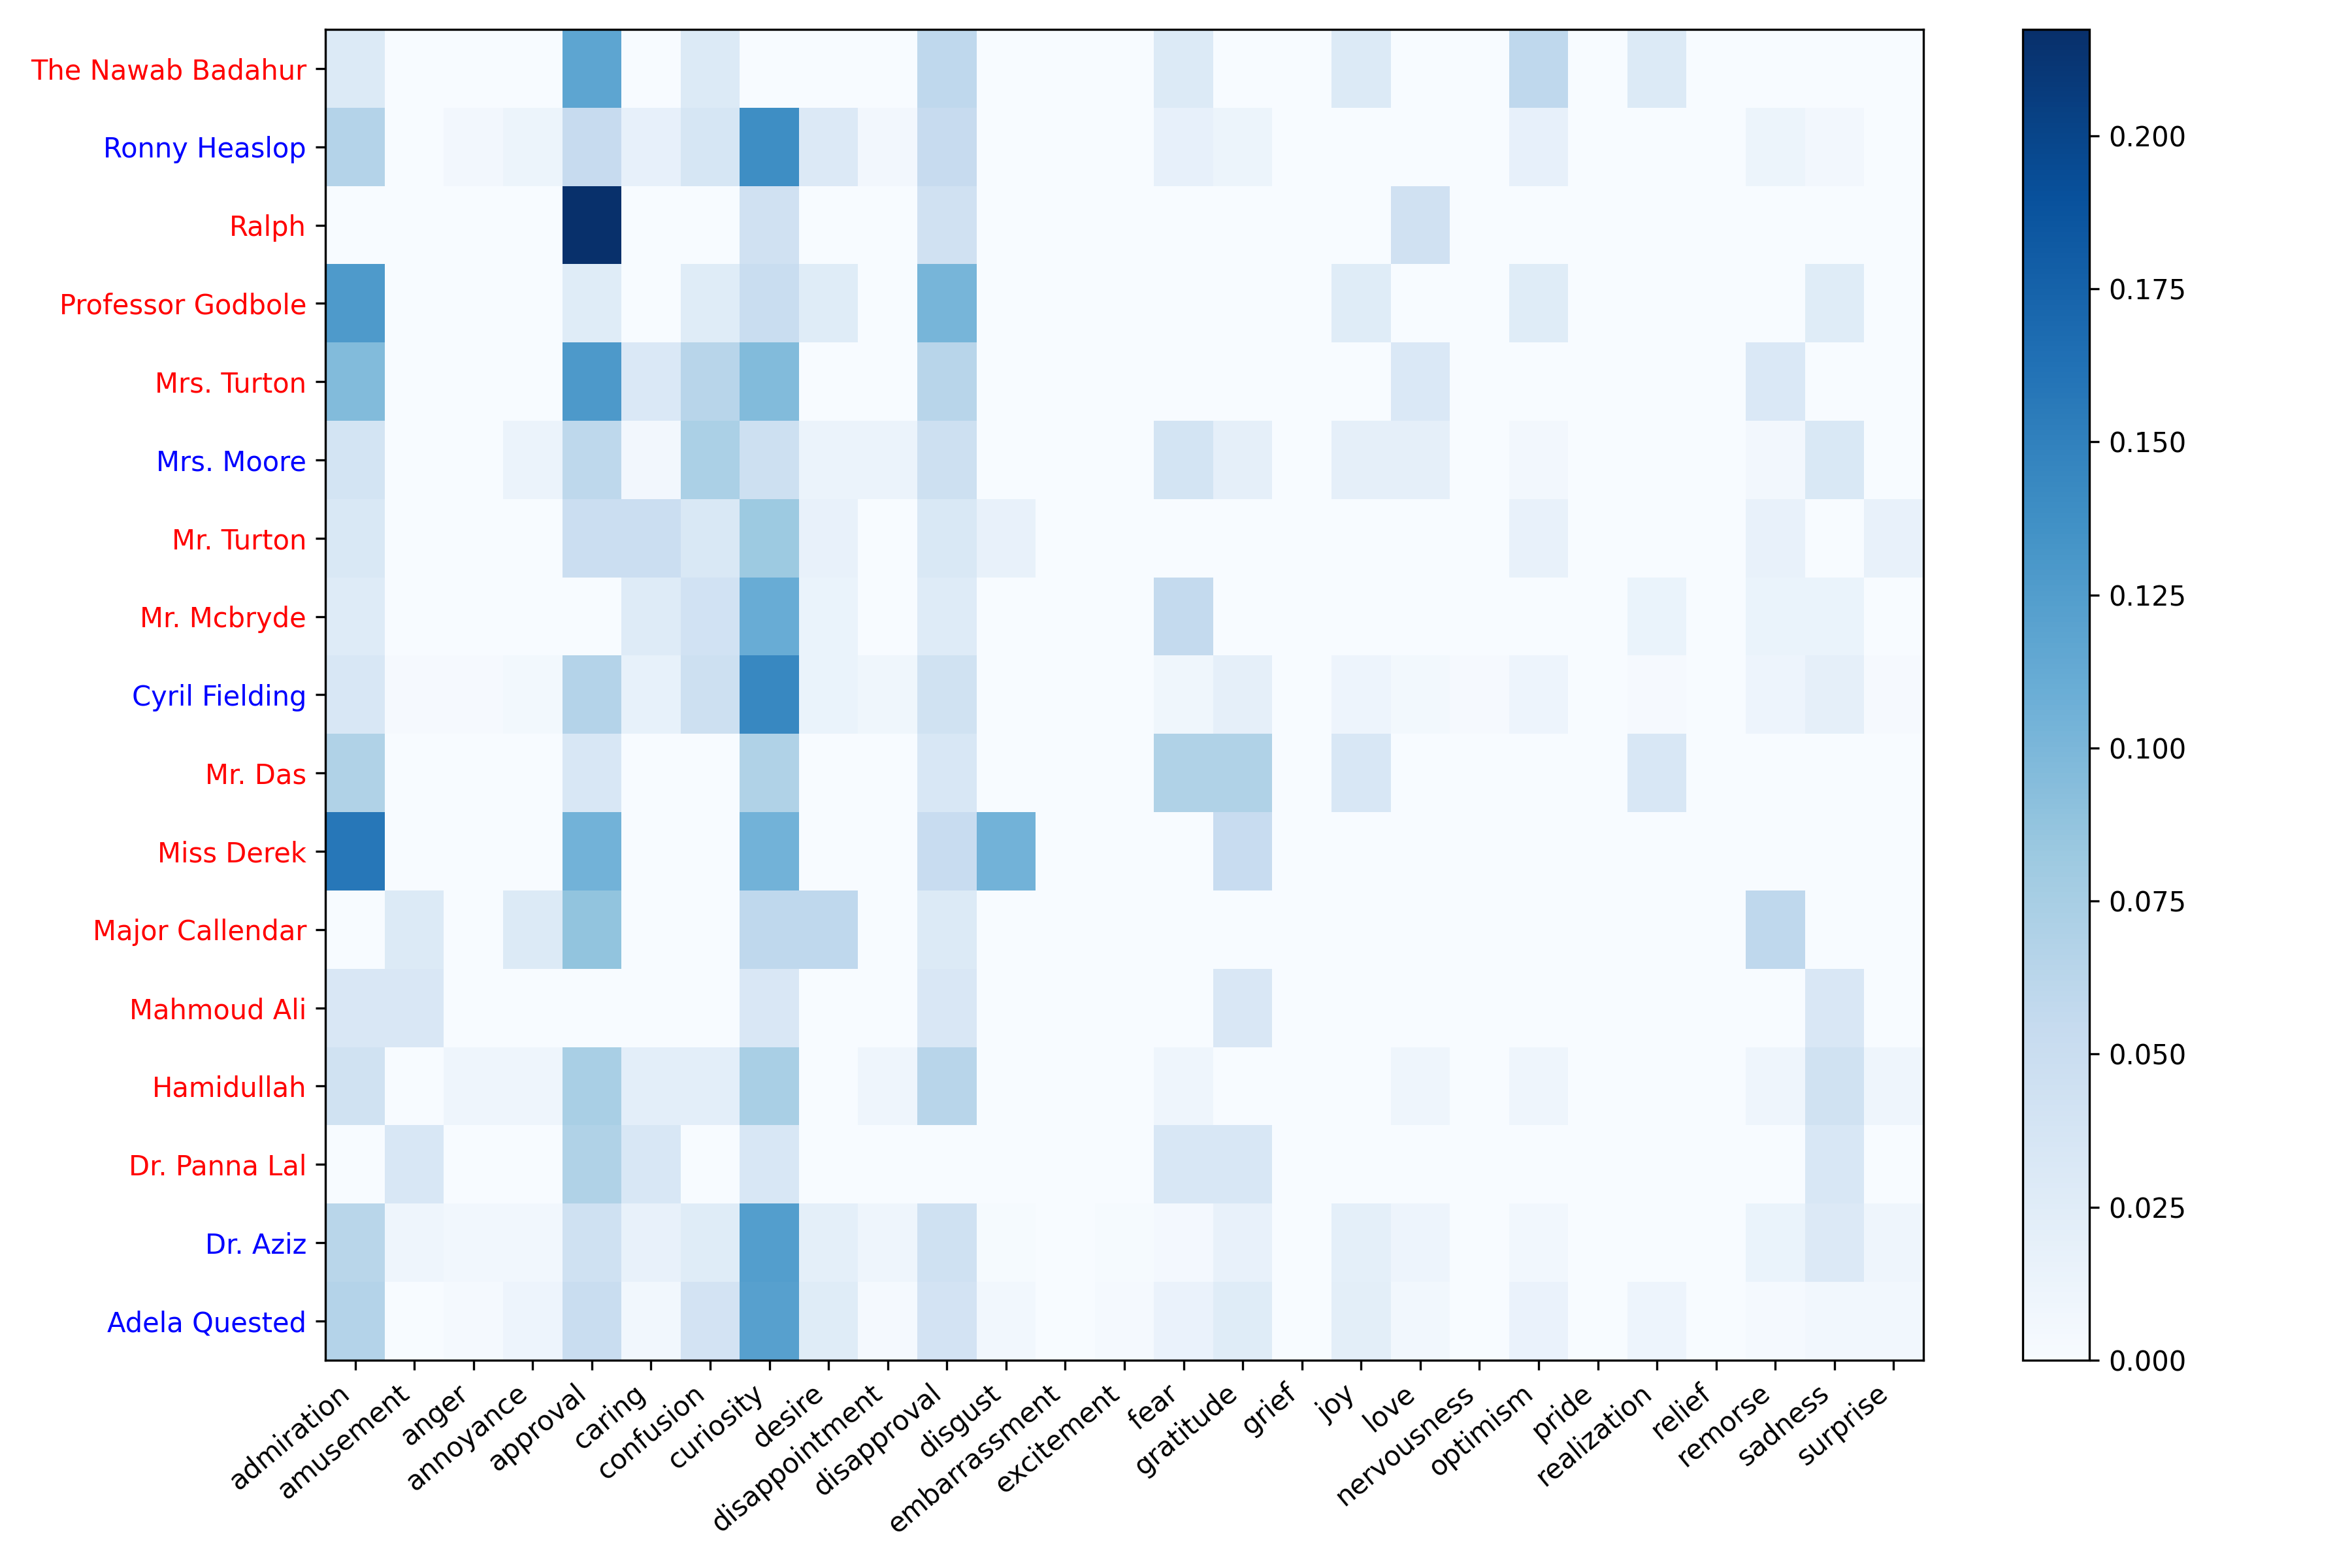 The Nawab Badahur
Ronny Heaslop
Ralph
Professor Godbole
Mrs. Turton
Mrs. Moore
Mr. Turton
Mr. Mcbryde
Cyril Fielding
Mr. Das
Miss Derek
Major Callendar
Mahmoud Ali
Hamidullah
Dr. Panna Lal
Dr. Aziz
Adela Quested
admiration
amusement
anger
annoyance
approval
caring
confusion
curiosity
desire
disappointment
disapproval
disgust
embarrassment
excitement
fear
gratitude
grief
joy
love
nervousness
optimism
pride
realization
relief
remorse
sadness
surprise
0.200
0.175
0.150
0.125
0.100
0.075
0.050
0.025
0.000